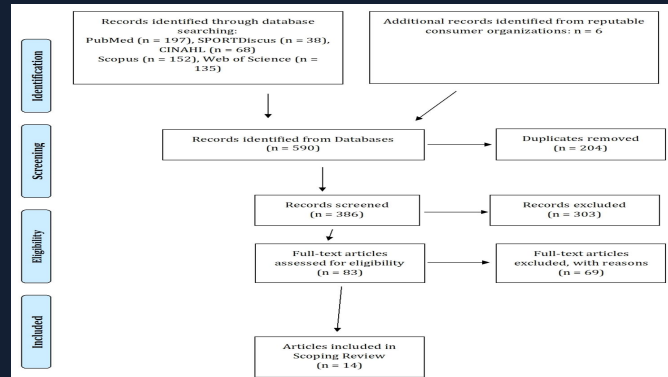 Records identified through database
searching:
PubMed (n = 197), SPORTDiscus (n = 38),
CINAHL (n = 68)
Scopus (n = 152), Web of Science (n =
135)
Additional records identified from reputable
consumer organizations: n = 6
Identification
Records identified from Databases
(n = 590)
Duplicates removed
(n = 204)
Screening
Records screened
(n = 386)
Records excluded
(n = 303)
Eligibility
Full-text articles
assessed for eligibility
(n = 83)
Full-text articles
excluded, with reasons
(n = 69)
Included
Articles included in
Scoping Review
(n = 14)